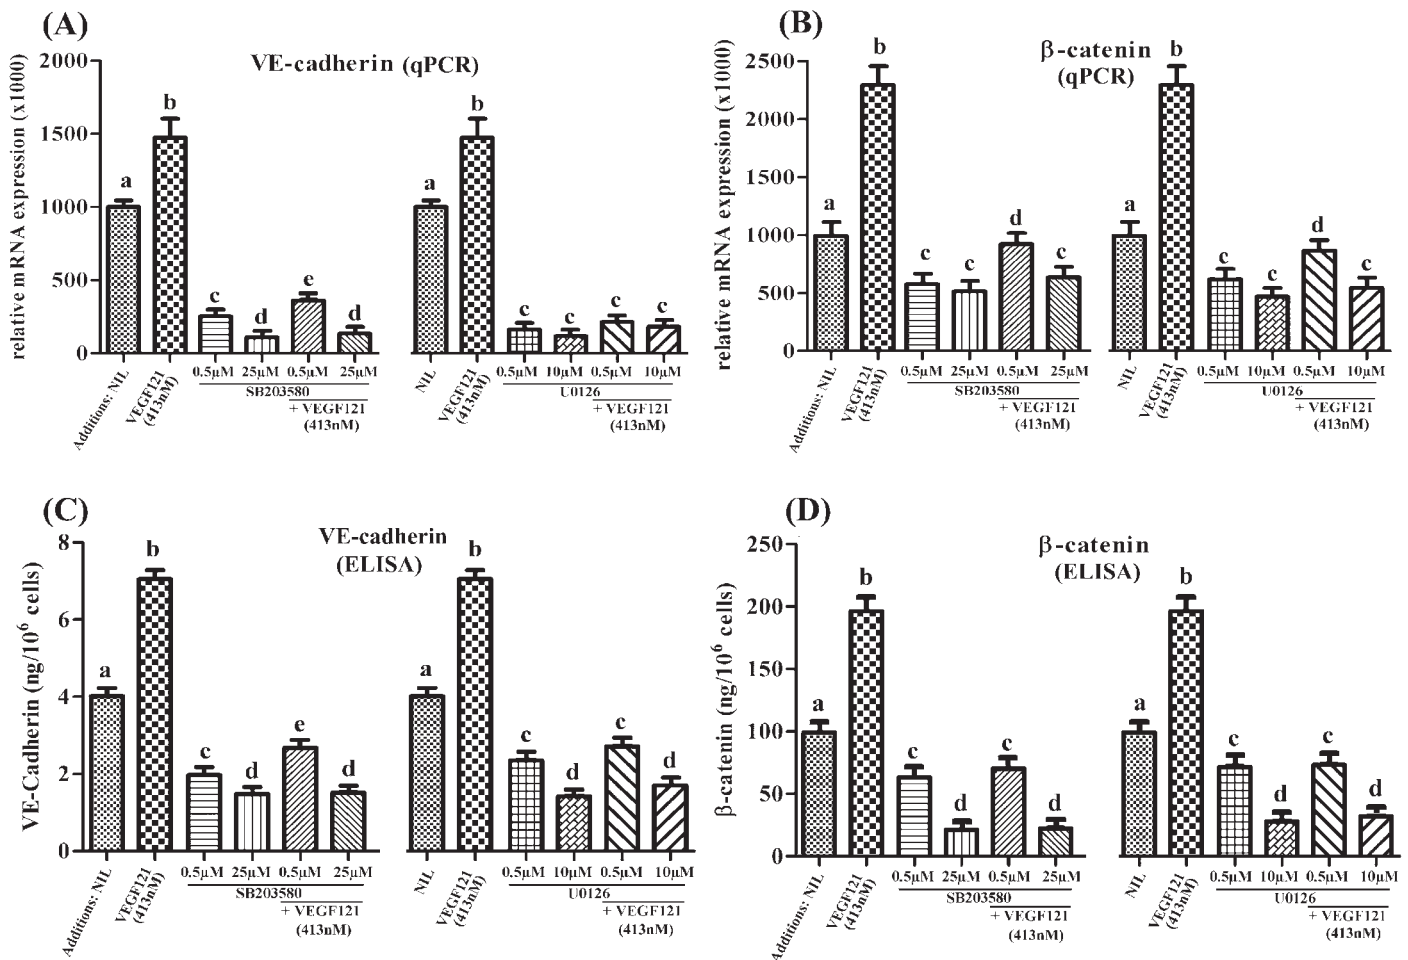 (A)
VE-cadherin (qPCR)
relative mRNA expression (x1000)
2000
1500
1000
500
0
a
b
c
d
e
d
a
b
c
c
c
c
Additions: NIL
VEGF121
(413nM)
0.5µM 25µM 0.5µM 25µM
SB203580
+ VEGF121
(413nM)
NIL
VEGF121
(413nM)
0.5µM 10µM 0.5µM 10µM
U0126
+ VEGF121
(413nM)
(B)
β-catenin
(qPCR)
relative mRNA expression (x1000)
2500
2000
1500
1000
500
0
a
b
c
c
d
c
a
b
c
c
d
c
Additions: NIL
VEGF121
(413nM)
0.5µM 25µM 0.5µM 25µM
SB203580
+ VEGF121
(413nM)
NIL
VEGF121
(413nM)
0.5µM 10µM 0.5µM 10µM
U0126
+ VEGF121
(413nM)
(C)
VE-cadherin
(ELISA)
VE-Cadherin (ng/10⁶ cells)
8
6
4
2
0
a
b
c
d
e
d
a
b
c
d
c
d
Additions: NIL
VEGF121
(413nM)
0.5µM 25µM 0.5µM 25µM
SB203580
+ VEGF121
(413nM)
NIL
VEGF121
(413nM)
0.5µM 10µM 0.5µM 10µM
U0126
+ VEGF121
(413nM)
(D)
β-catenin
(ELISA)
β-catenin (ng/10⁶ cells)
250
200
150
100
50
0
a
b
c
d
c
d
a
b
c
d
c
d
Additions: NIL
VEGF121
(413nM)
0.5µM 25µM 0.5µM 25µM
SB203580
+ VEGF121
(413nM)
NIL
VEGF121
(413nM)
0.5µM 10µM 0.5µM 10µM
U0126
+ VEGF121
(413nM)